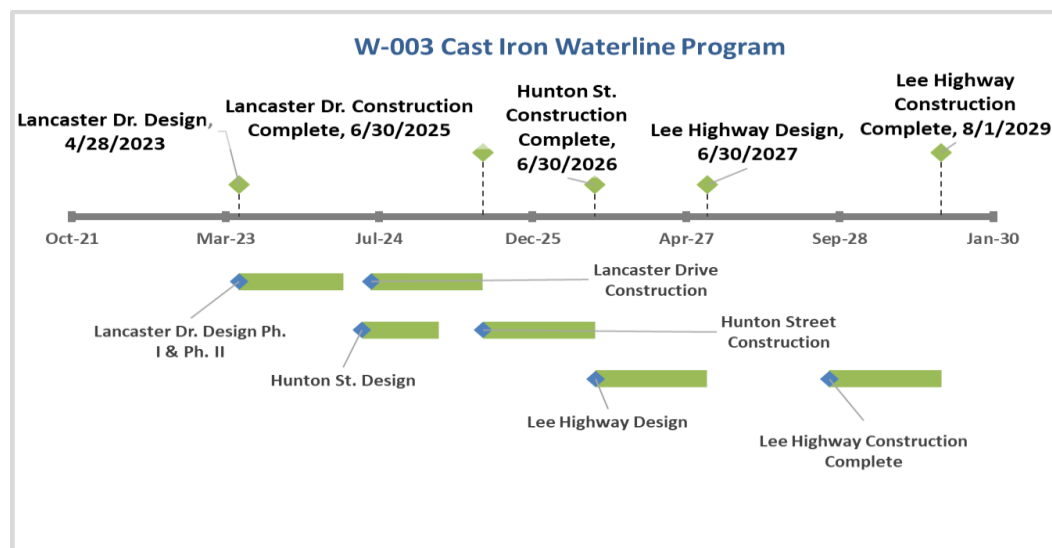 W-003 Cast Iron Waterline Program
Lancaster Dr. Design,
4/28/2023
Lancaster Dr. Construction
Complete, 6/30/2025
Hunton St.
Construction
Complete,
6/30/2026
Lee Highway Design,
6/30/2027
Lee Highway
Construction
Complete, 8/1/2029
Oct-21
Mar-23
Jul-24
Dec-25
Apr-27
Sep-28
Jan-30
Lancaster Drive
Construction
Lancaster Dr. Design Ph.
I & Ph. II
Hunton Street
Construction
Hunton St. Design
Lee Highway Design
Lee Highway Construction
Complete